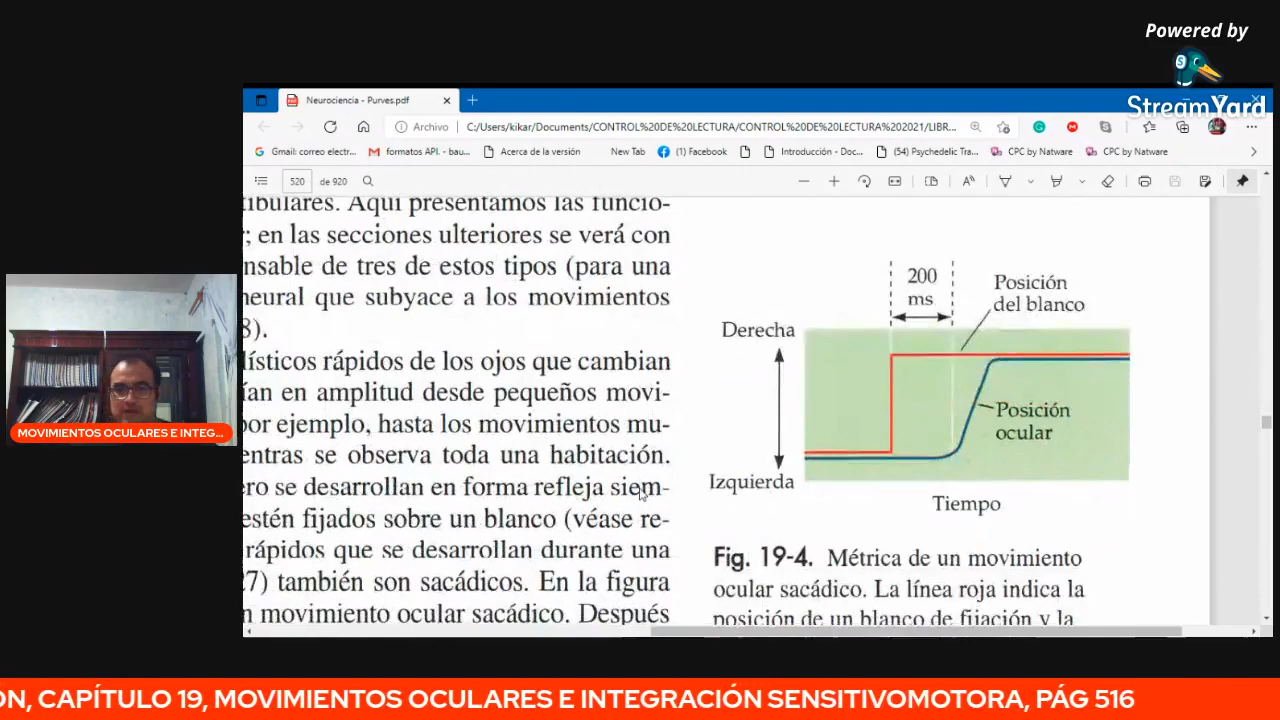 Powered by
StreamYard
Neurociencia - Purves.pdf
Archivo C:/Users/kikar/Documents/CONTROL%20DE%20LECTURA/CONTROL%20DE%20LECTURA%202021/LIBR...
Gmail: correo electr... formatos API. - bau... Acerca de la versión New Tab (1) Facebook Introducción - Doc... (54) Psychedelic Tra... CPC by Natware CPC by Natware
520 de 920
tibulares. Aquí presentamos las funcio-
; en las secciones ulteriores se verá con
nsable de tres de estos tipos (para una
neural que subyace a los movimientos
8).
lísticos rápidos de los ojos que cambian
ían en amplitud desde pequeños movi-
por ejemplo, hasta los movimientos mu-
entras se observa toda una habitación.
ero se desarrollan en forma refleja siem-
estén fijados sobre un blanco (véase re-
rápidos que se desarrollan durante una
27) también son sacádicos. En la figura
n movimiento ocular sacádico. Después
200
ms
Posición
del blanco
Derecha
Posición
ocular
Izquierda
Tiempo
Fig. 19-4. Métrica de un movimiento
ocular sacádico. La línea roja indica la
posición de un blanco de fijación y la
MOVIMIENTOS OCULARES E INTEG...
ÓN, CAPÍTULO 19, MOVIMIENTOS OCULARES E INTEGRACIÓN SENSITIVOMOTORA, PÁG 516